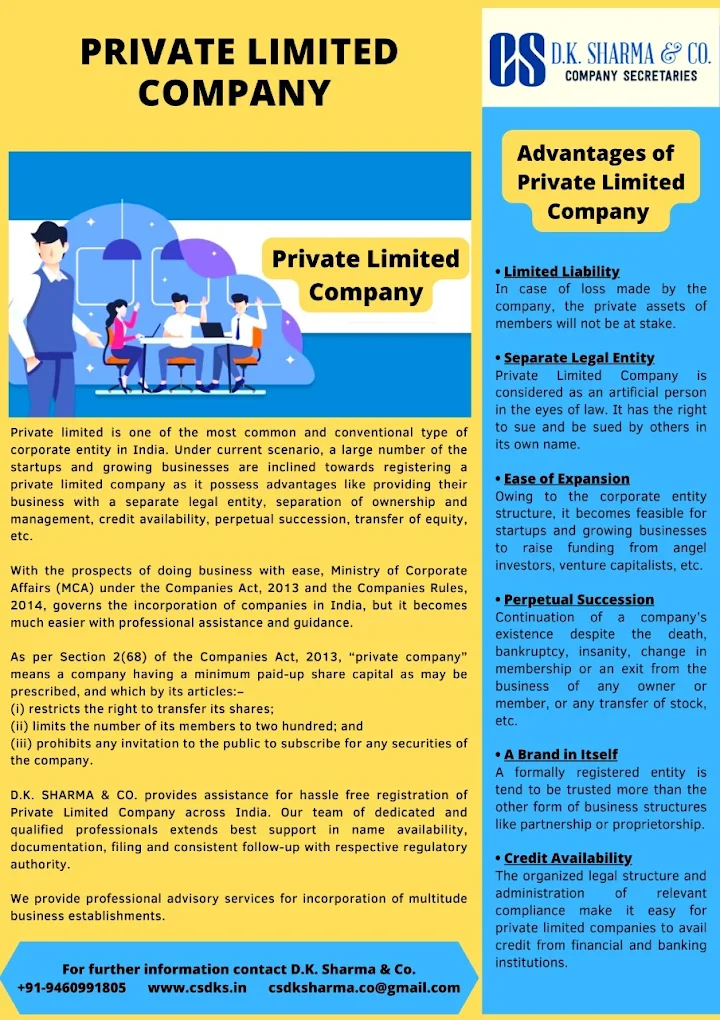 PRIVATE LIMITED
COMPANY
CS D.K. SHARMA & CO.
COMPANY SECRETARIES
Private Limited
Company
Private limited is one of the most common and conventional type of
corporate entity in India. Under current scenario, a large number of the
startups and growing businesses are inclined towards registering a
private limited company as it possess advantages like providing their
business with a separate legal entity, separation of ownership and
management, credit availability, perpetual succession, transfer of equity,
etc.
With the prospects of doing business with ease, Ministry of Corporate
Affairs (MCA) under the Companies Act, 2013 and the Companies Rules,
2014, governs the incorporation of companies in India, but it becomes
much easier with professional assistance and guidance.
As per Section 2(68) of the Companies Act, 2013, “private company”
means a company having a minimum paid-up share capital as may be
prescribed, and which by its articles:–
(i) restricts the right to transfer its shares;
(ii) limits the number of its members to two hundred; and
(iii) prohibits any invitation to the public to subscribe for any securities of
the company.
D.K. SHARMA & CO. provides assistance for hassle free registration of
Private Limited Company across India. Our team of dedicated and
qualified professionals extends best support in name availability,
documentation, filing and consistent follow-up with respective regulatory
authority.
We provide professional advisory services for incorporation of multitude
business establishments.
For further information contact D.K. Sharma & Co.
+91-9460991805 www.csdks.in csdksharma.co@gmail.com
Advantages of
Private Limited
Company
• Limited Liability
In case of loss made by the
company, the private assets of
members will not be at stake.
• Separate Legal Entity
Private Limited Company is
considered as an artificial person
in the eyes of law. It has the right
to sue and be sued by others in
its own name.
• Ease of Expansion
Owing to the corporate entity
structure, it becomes feasible for
startups and growing businesses
to raise funding from angel
investors, venture capitalists, etc.
• Perpetual Succession
Continuation of a company's
existence despite the death,
bankruptcy, insanity, change in
membership or an exit from the
business of any owner or
member, or any transfer of stock,
etc.
• A Brand in Itself
A formally registered entity is
tend to be trusted more than the
other form of business structures
like partnership or proprietorship.
• Credit Availability
The organized legal structure and
administration of relevant
compliance make it easy for
private limited companies to avail
credit from financial and banking
institutions.